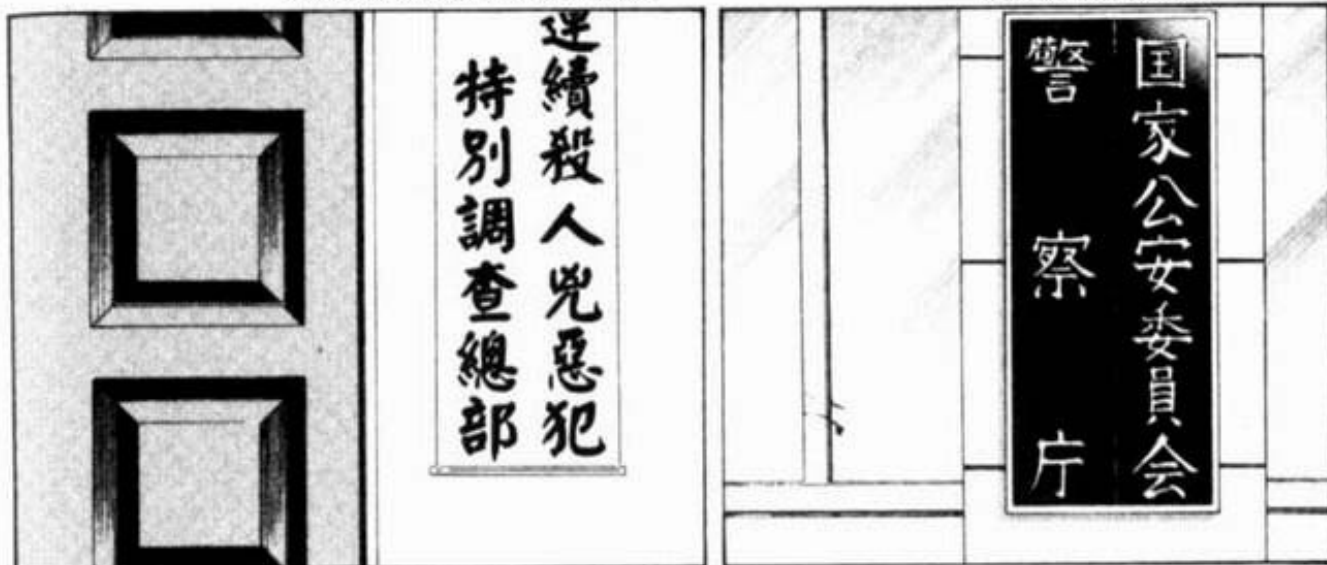 国家公安委員会
警察庁
連續殺人兇惡犯
特別調查總部